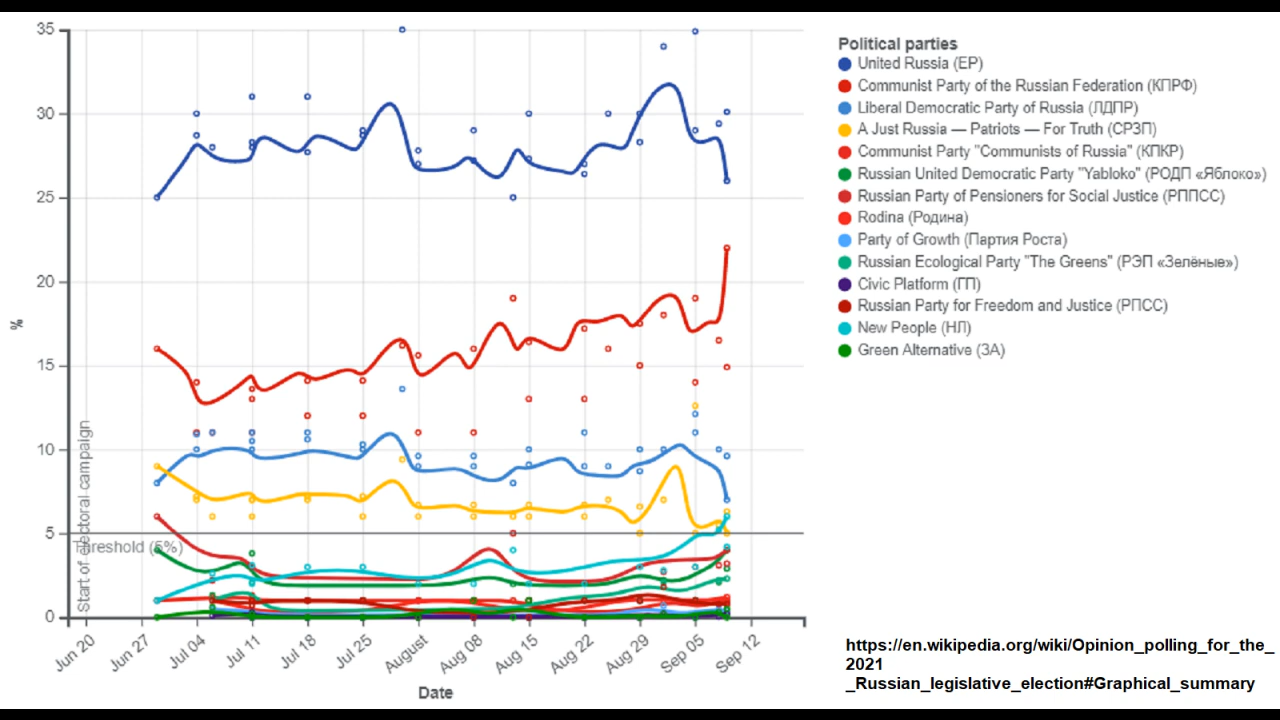 35
30
25
20
15
10
5
0
%
Start of electoral campaign
Threshold (5%)
Jun 20
Jun 27
Jul 04
Jul 11
Jul 18
Jul 25
August
Aug 08
Aug 15
Aug 22
Aug 29
Sep 05
Sep 12
Date
Political parties
United Russia (ЕР)
Communist Party of the Russian Federation (КПРФ)
Liberal Democratic Party of Russia (ЛДПР)
A Just Russia — Patriots — For Truth (СРЗП)
Communist Party "Communists of Russia" (КПКР)
Russian United Democratic Party "Yabloko" (РОДП «Яблоко»)
Russian Party of Pensioners for Social Justice (РППСС)
Rodina (Родина)
Party of Growth (Партия Роста)
Russian Ecological Party "The Greens" (РЭП «Зелёные»)
Civic Platform (ГП)
Russian Party for Freedom and Justice (РПСС)
New People (НЛ)
Green Alternative (ЗА)
https://en.wikipedia.org/wiki/Opinion_polling_for_the_
2021
_Russian_legislative_election#Graphical_summary